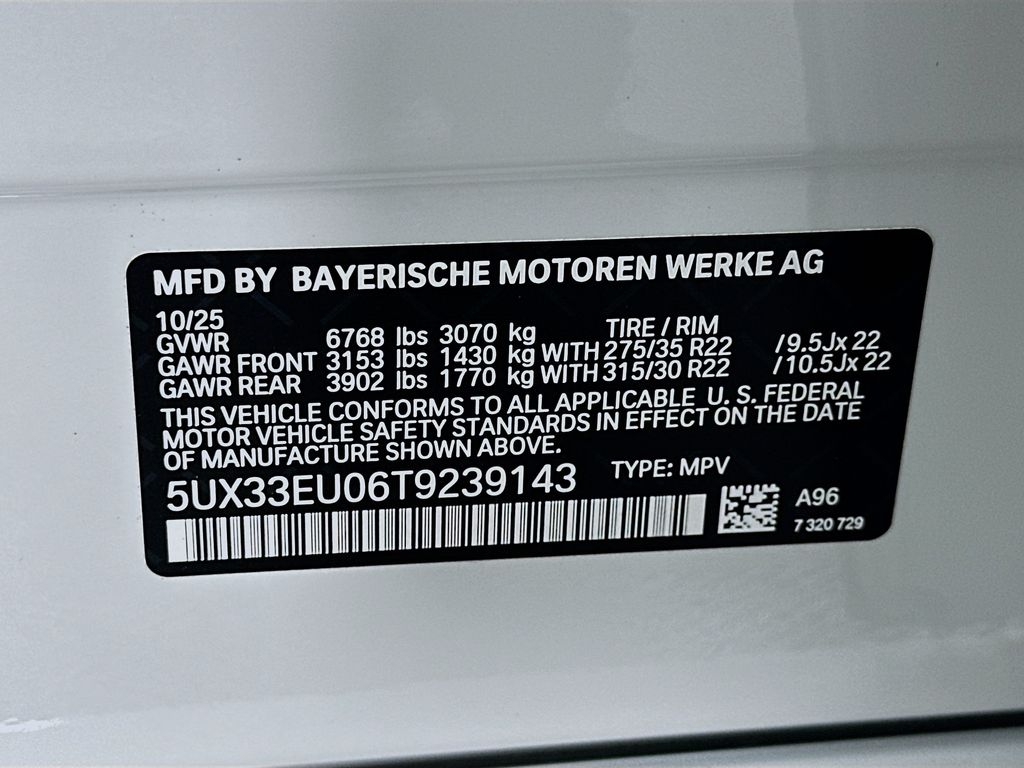 MFD BY BAYERISCHE MOTOREN WERKE AG
10/25
GVWR 6768 lbs 3070 kg TIRE / RIM
GAWR FRONT 3153 lbs 1430 kg WITH 275/35 R22 /9.5Jx 22
GAWR REAR 3902 lbs 1770 kg WITH 315/30 R22 /10.5Jx 22
THIS VEHICLE CONFORMS TO ALL APPLICABLE U. S. FEDERAL
MOTOR VEHICLE SAFETY STANDARDS IN EFFECT ON THE DATE
OF MANUFACTURE SHOWN ABOVE.
5UX33EU06T9239143 TYPE: MPV
A96
7 320 729